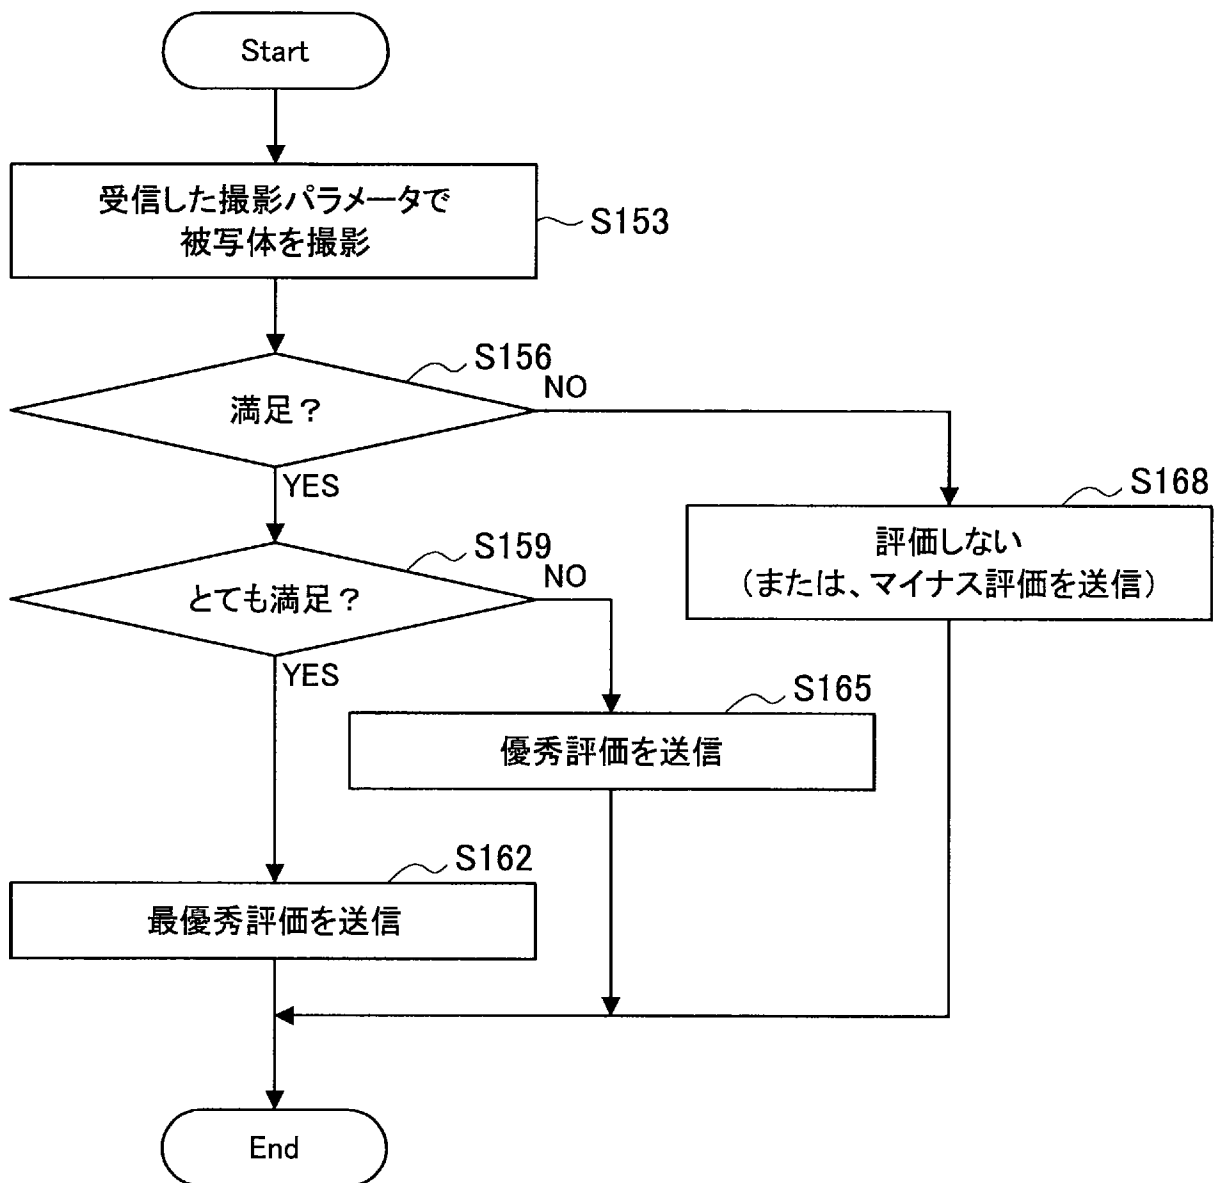 Start
受信した撮影パラメータで
被写体を撮影
S153
S156
満足？
NO
YES
S168
評価しない
（または、マイナス評価を送信）
S159
とても満足？
NO
YES
S165
優秀評価を送信
S162
最優秀評価を送信
End